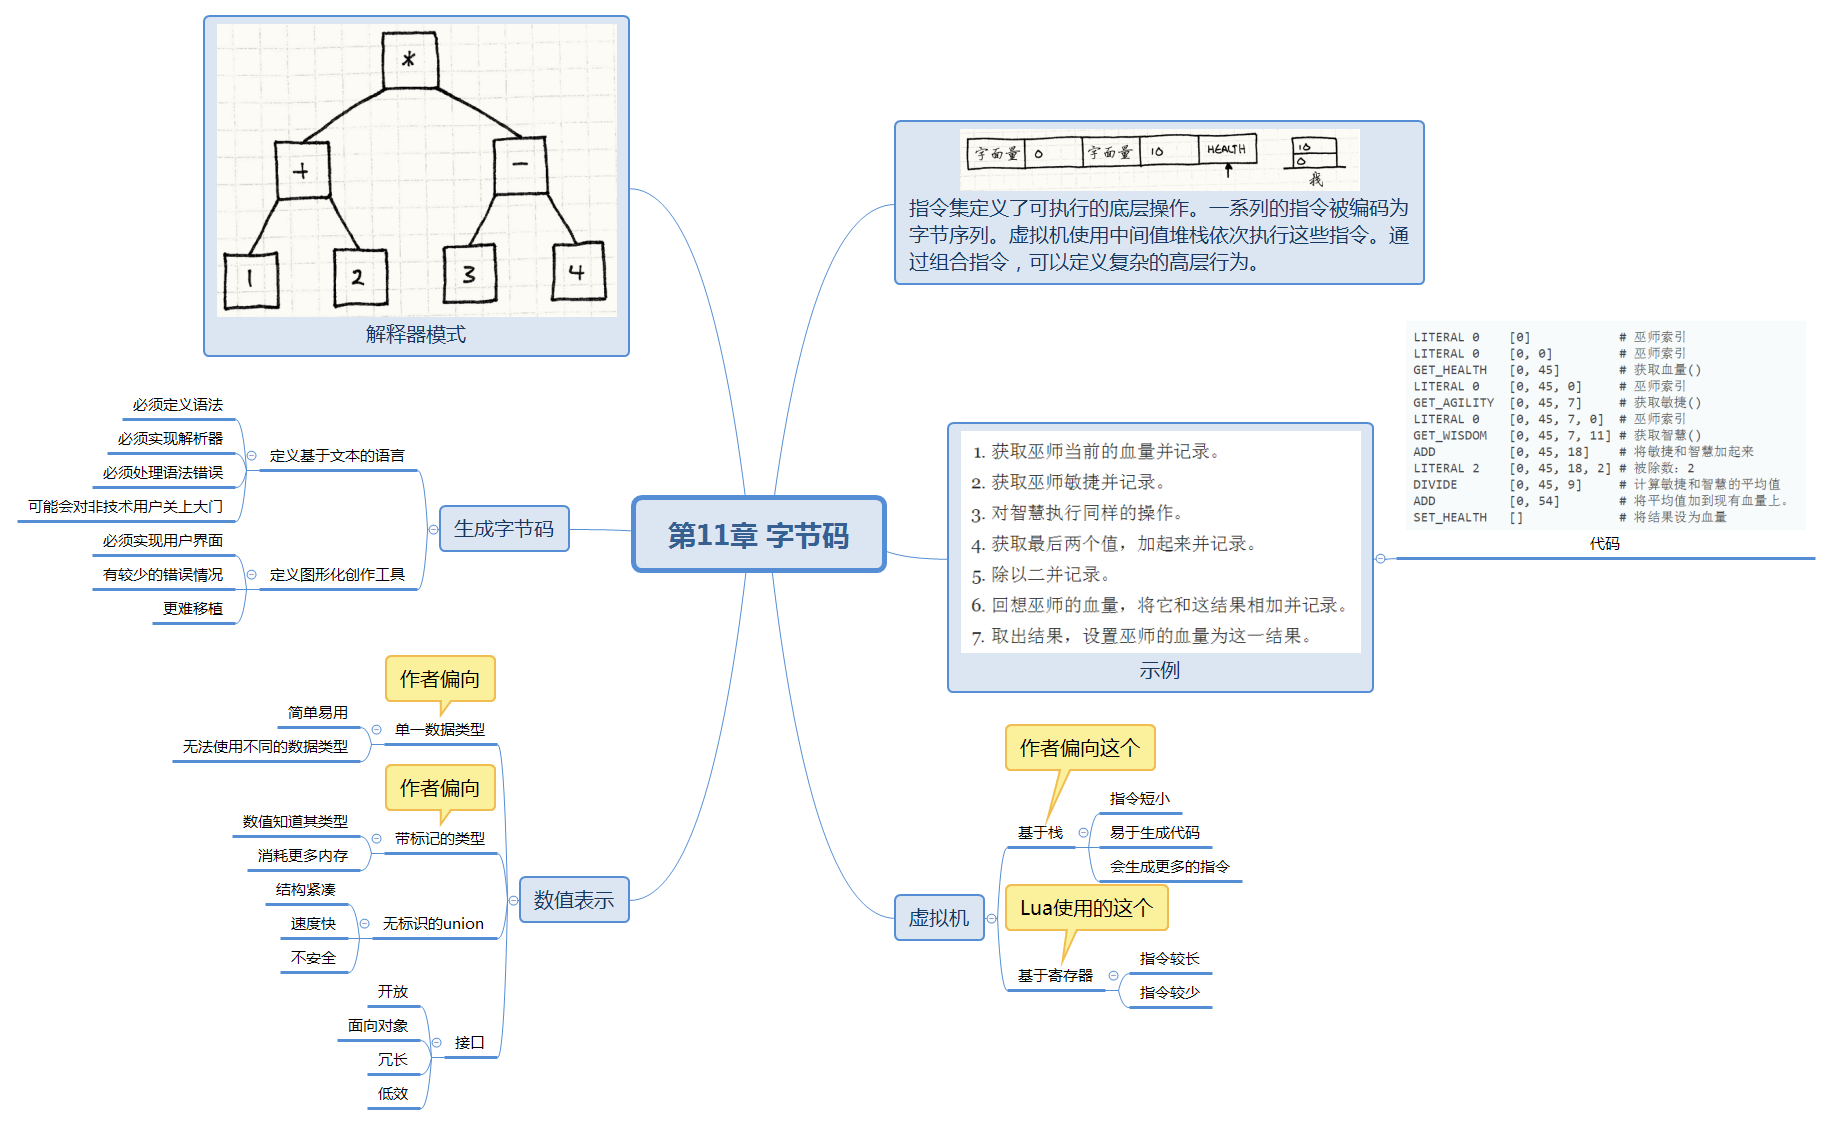 *
+
-
1
2
3
4
解释器模式
字面量 0 字面量 10 HEALTH
10
0
我
指令集定义了可执行的底层操作。一系列的指令被编码为
字节序列。虚拟机使用中间值堆栈依次执行这些指令。通
过组合指令，可以定义复杂的高层行为。
第11章 字节码
1. 获取巫师当前的血量并记录。
2. 获取巫师敏捷并记录。
3. 对智慧执行同样的操作。
4. 获取最后两个值，加起来并记录。
5. 除以二并记录。
6. 回想巫师的血量，将它和这结果相加并记录。
7. 取出结果，设置巫师的血量为这一结果。
示例
LITERAL 0 [0] # 巫师索引
LITERAL 0 [0, 0] # 巫师索引
GET_HEALTH [0, 45] # 获取血量()
LITERAL 0 [0, 45, 0] # 巫师索引
GET_AGILITY [0, 45, 7] # 获取敏捷()
LITERAL 0 [0, 45, 7, 0] # 巫师索引
GET_WISDOM [0, 45, 7, 11] # 获取智慧()
ADD [0, 45, 18] # 将敏捷和智慧加起来
LITERAL 2 [0, 45, 18, 2] # 被除数：2
DIVIDE [0, 45, 9] # 计算敏捷和智慧的平均值
ADD [0, 54] # 将平均值加到现有血量上。
SET_HEALTH [] # 将结果设为血量
代码
虚拟机
作者偏向这个
基于栈
指令短小
易于生成代码
会生成更多的指令
Lua使用的这个
基于寄存器
指令较长
指令较少
生成字节码
定义基于文本的语言
必须定义语法
必须实现解析器
必须处理语法错误
可能会对非技术用户关上大门
定义图形化创作工具
必须实现用户界面
有较少的错误情况
更难移植
数值表示
作者偏向
单一数据类型
简单易用
无法使用不同的数据类型
作者偏向
带标记的类型
数值知道其类型
消耗更多内存
无标识的union
结构紧凑
速度快
不安全
接口
开放
面向对象
冗长
低效